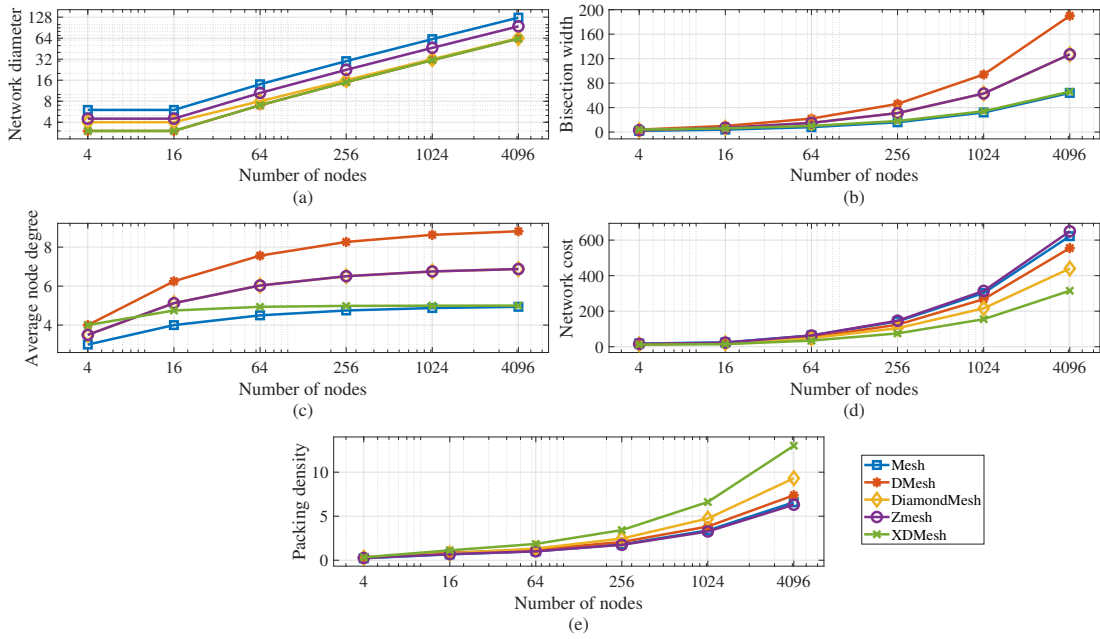 Network diameter
128
64
32
16
8
4
4 16 64 256 1024 4096
Number of nodes
(a)
Bisection width
200
160
120
80
40
0
4 16 64 256 1024 4096
Number of nodes
(b)
Average node degree
8
6
4
4 16 64 256 1024 4096
Number of nodes
(c)
Network cost
600
400
200
0
4 16 64 256 1024 4096
Number of nodes
(d)
Packing density
10
5
0
4 16 64 256 1024 4096
Number of nodes
(e)
Mesh
DMesh
DiamondMesh
Zmesh
XDMesh